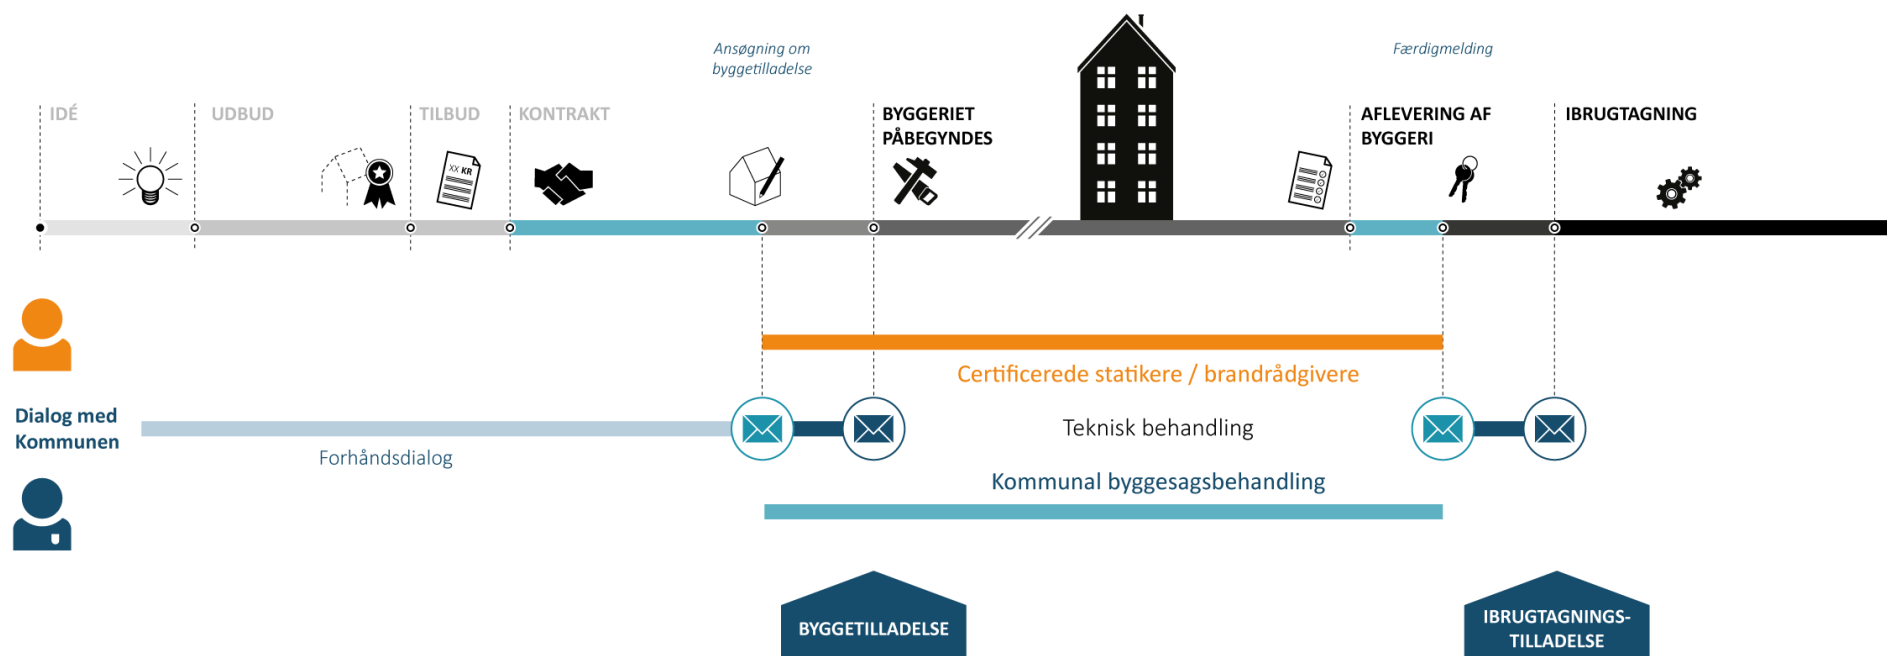 Ansøgning om
byggetilladelse
Færdigmelding
IDÉ
UDBUD
TILBUD
KONTRAKT
BYGGERIET
PÅBEGYNDES
AFLEVERING AF
BYGGERI
IBRUGTAGNING
XX KR
Certificerede statikere / brandrådgivere
Dialog med
Kommunen
Forhåndsdialog
Teknisk behandling
Kommunal byggesagsbehandling
BYGGETILLADELSE
IBRUGTAGNINGS-
TILLADELSE